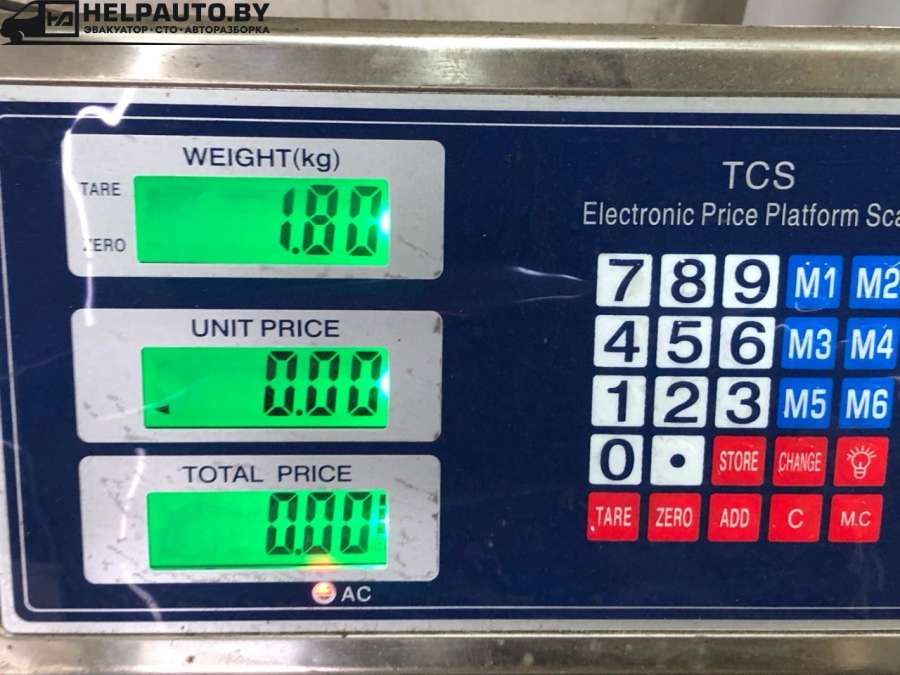 HELPAUTO.BY
ЭВАКУАТОР • СТО • АВТОРАЗБОРКА
WEIGHT(kg)
TARE
1.80
ZERO
UNIT PRICE
0.00
TOTAL PRICE
0.00
AC
TCS
Electronic Price Platform Sca
7 8 9 M1 M2
4 5 6 M3 M4
1 2 3 M5 M6
0 . STORE CHANGE
TARE ZERO ADD C M.C